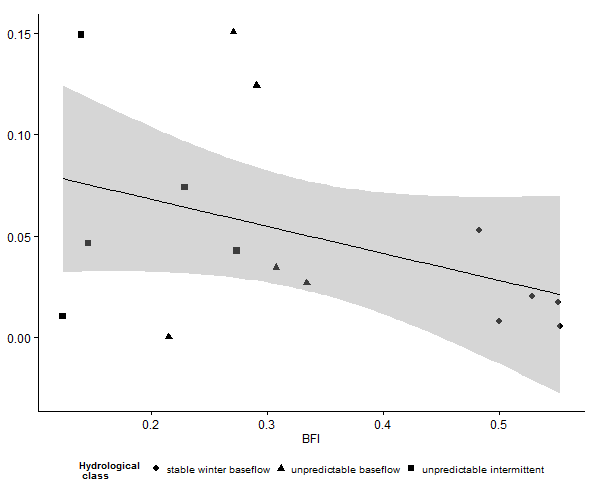 0.15
0.10
0.05
0.00
0.2 0.3 0.4 0.5
BFI
Hydrological
class
stable winter baseflow unpredictable baseflow unpredictable intermittent